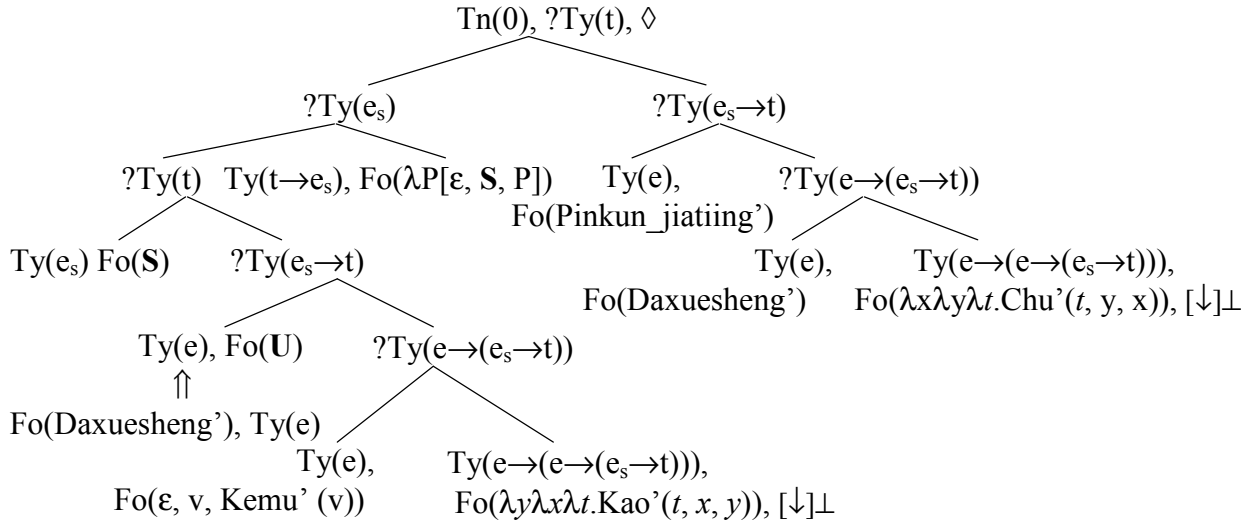 Tn(0), ?Ty(t), ◊
?Ty(eₛ) ?Ty(eₛ→t)
?Ty(t) Ty(t→eₛ), Fo(λP[ε, S, P]) Ty(e), ?Ty(e→(eₛ→t))
Fo(Pinkun_jiatiing’)
Ty(eₛ) Fo(S) ?Ty(eₛ→t) Ty(e), Ty(e→(e→(eₛ→t))),
Fo(Daxuesheng’) Fo(λxλyλt.Chu’(t, y, x)), [↓]⊥
Ty(e), Fo(U) ?Ty(e→(eₛ→t))
⇑
Fo(Daxuesheng’), Ty(e)
Ty(e), Ty(e→(e→(eₛ→t))),
Fo(ε, v, Kemu’ (v)) Fo(λyλxλt.Kao’(t, x, y)), [↓]⊥